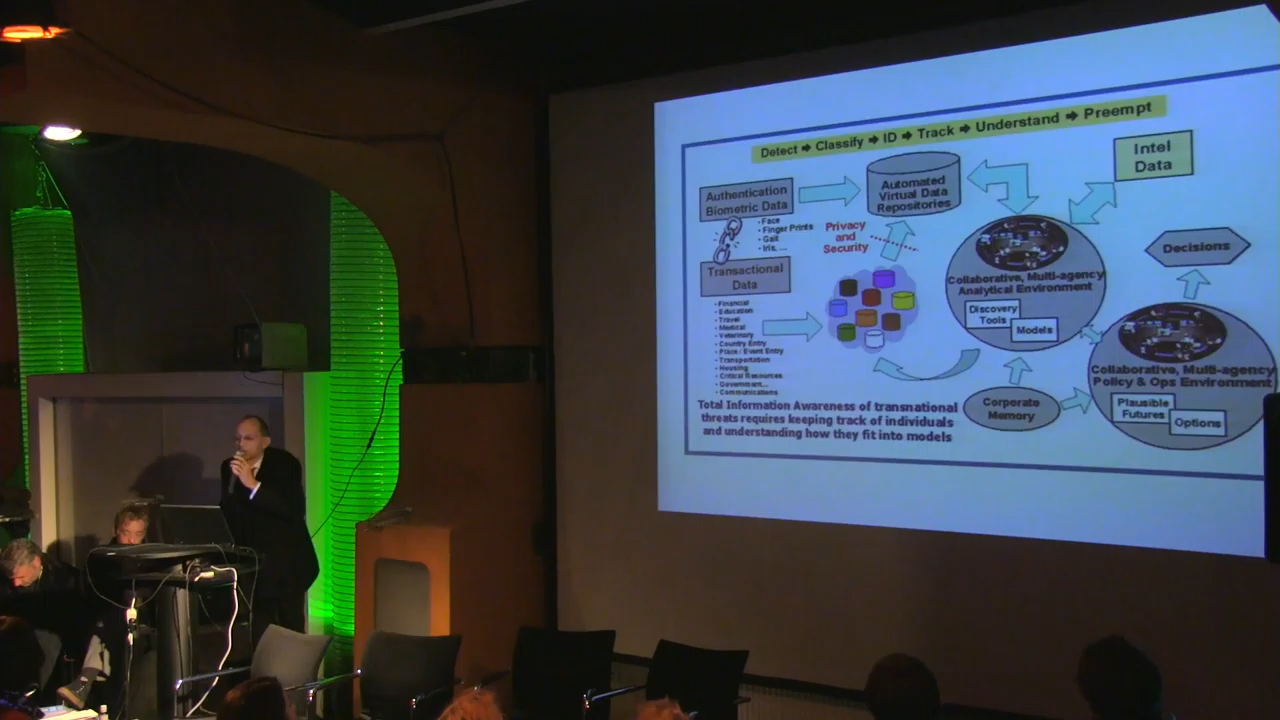 Detect ➔ Classify ➔ ID ➔ Track ➔ Understand ➔ Preempt
Authentication
Biometric Data
• Face
• Finger Prints
• Gait
• Iris, ...
Automated
Virtual Data
Repositories
Intel
Data
Privacy
and
Security
Transactional
Data
• Financial
• Education
• Travel
• Medical
• Veterinary
• Country Entry
• Place / Event Entry
• Transportation
• Housing
• Critical Resources
• Government...
• Communications
Collaborative, Multi-agency
Analytical Environment
Discovery
Tools
Models
Decisions
Collaborative, Multi-agency
Policy & Ops Environment
Plausible
Futures
Options
Corporate
Memory
Total Information Awareness of transnational
threats requires keeping track of individuals
and understanding how they fit into models